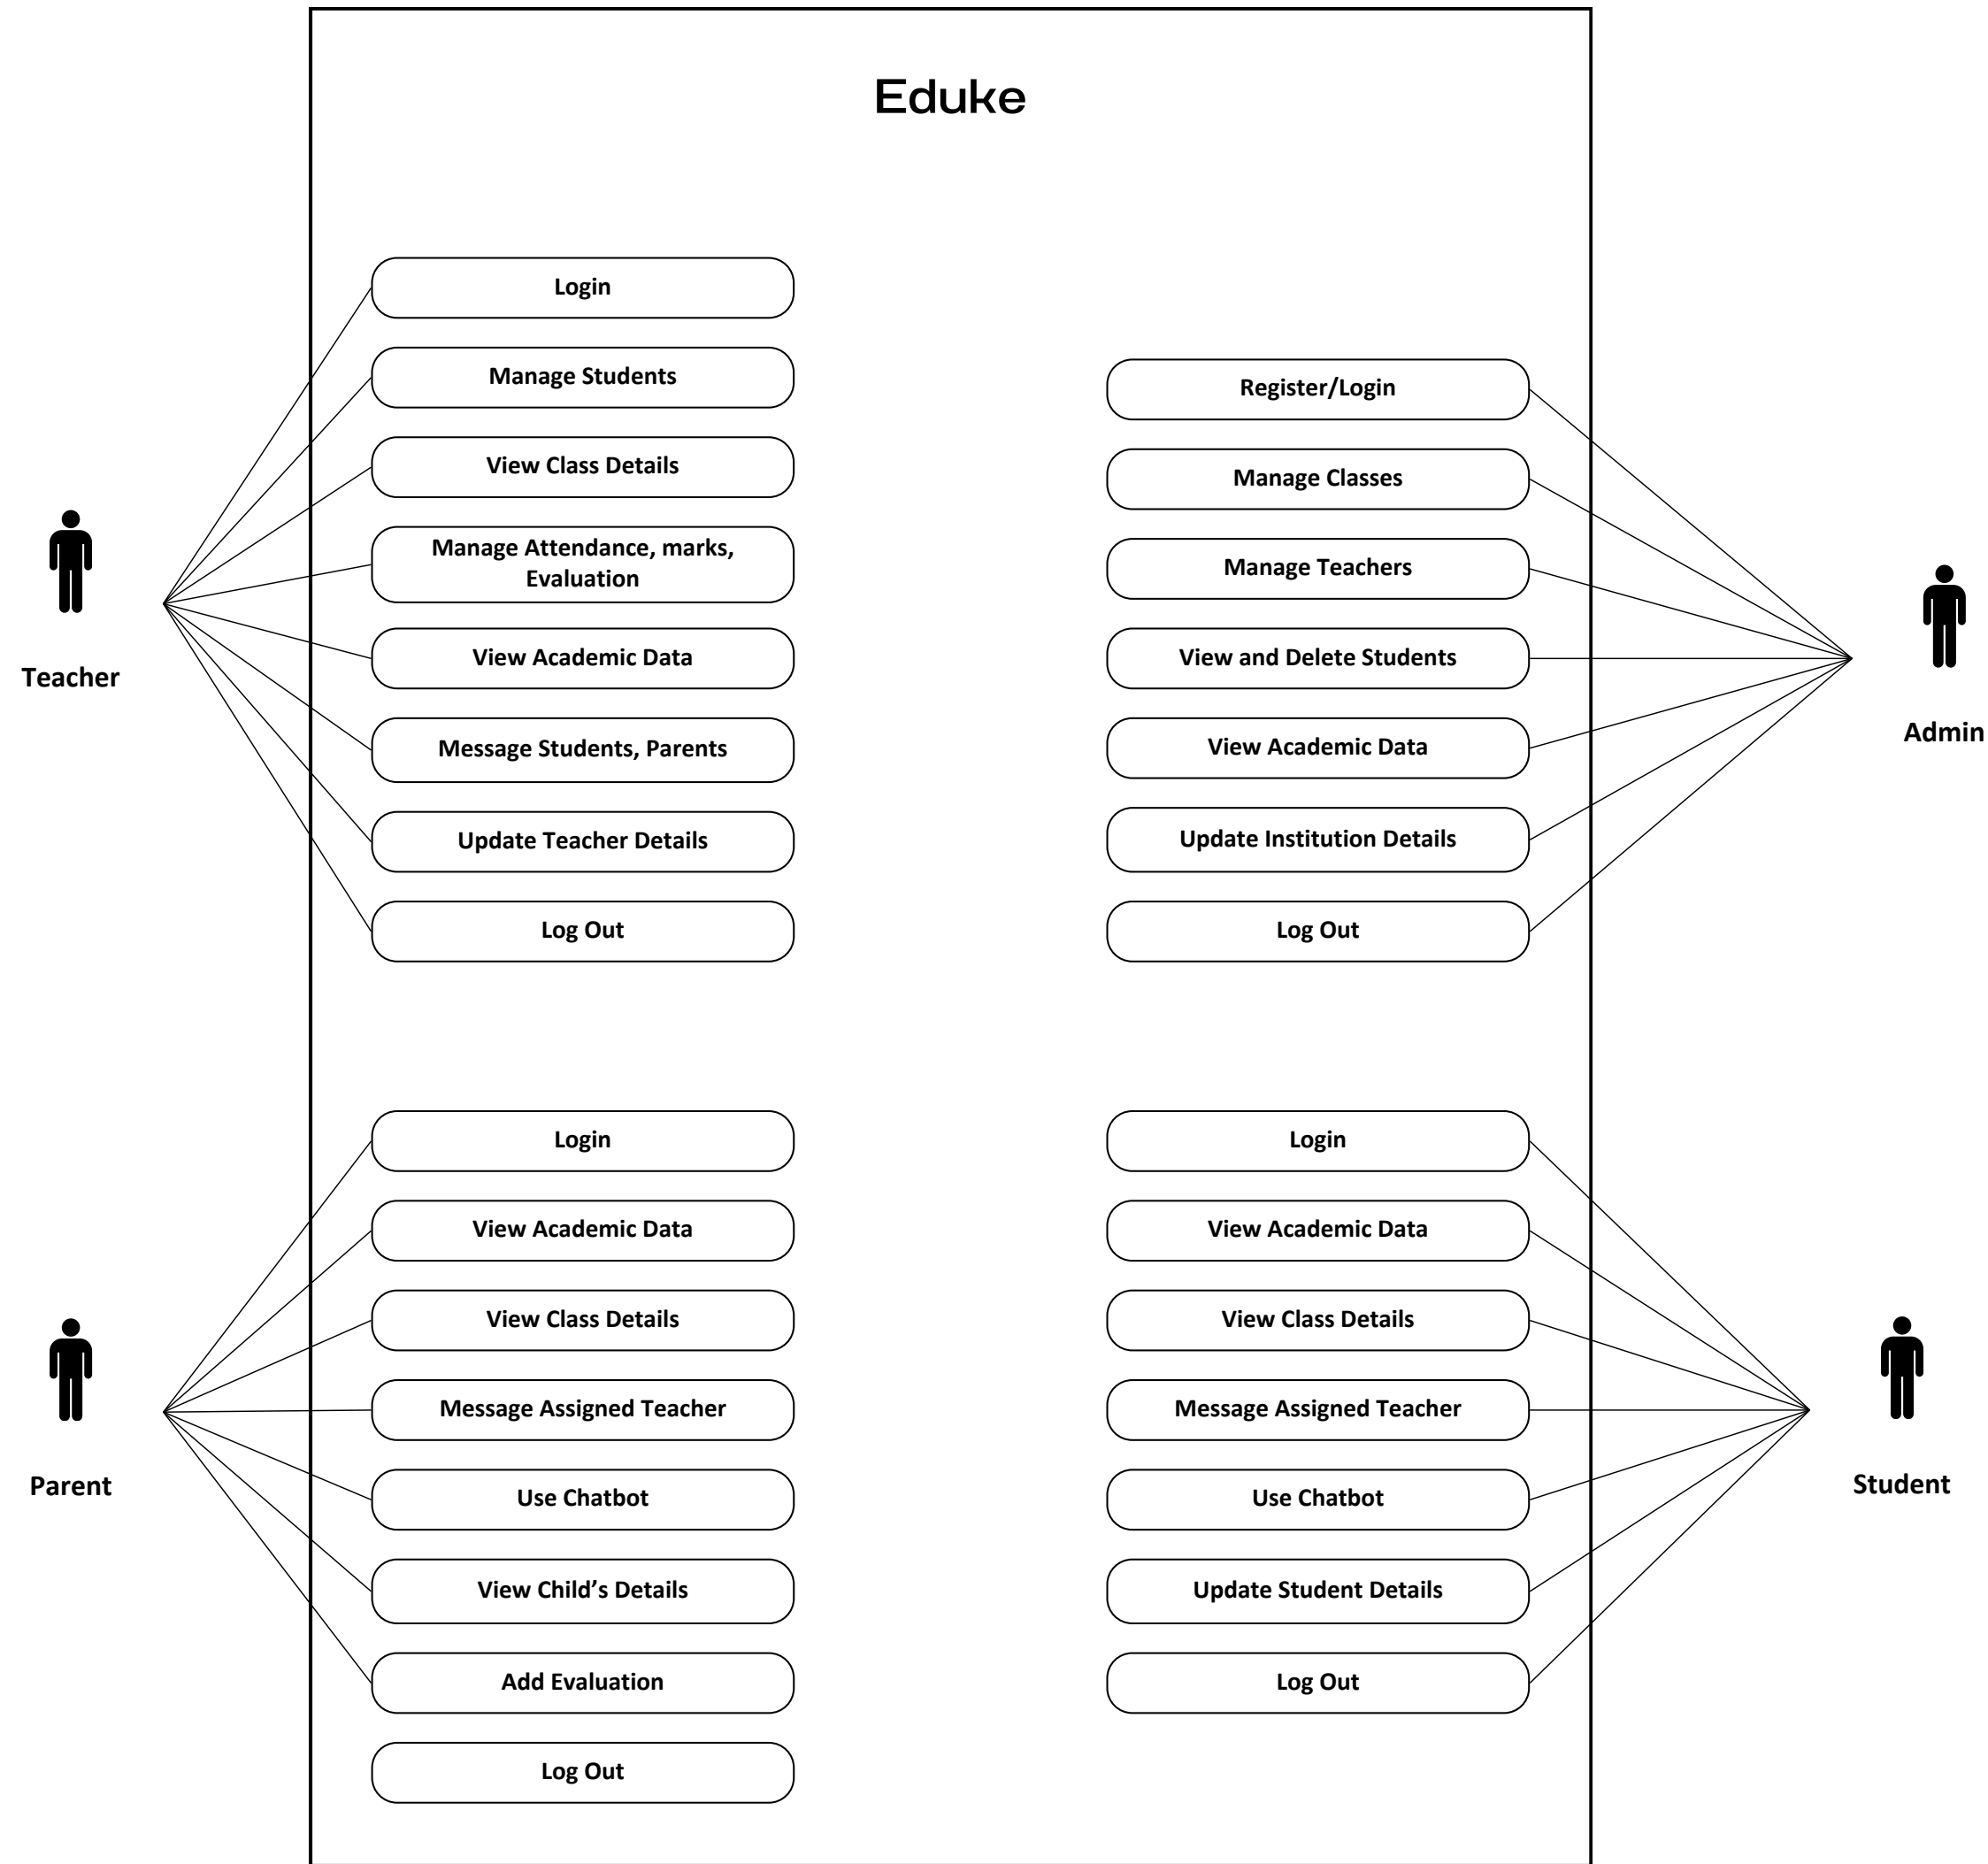 Eduke
Login
Manage Students
View Class Details
Manage Attendance, marks,
Evaluation
View Academic Data
Message Students, Parents
Update Teacher Details
Log Out
Teacher
Register/Login
Manage Classes
Manage Teachers
View and Delete Students
View Academic Data
Update Institution Details
Log Out
Admin
Login
View Academic Data
View Class Details
Message Assigned Teacher
Use Chatbot
View Child’s Details
Add Evaluation
Log Out
Parent
Login
View Academic Data
View Class Details
Message Assigned Teacher
Use Chatbot
Update Student Details
Log Out
Student